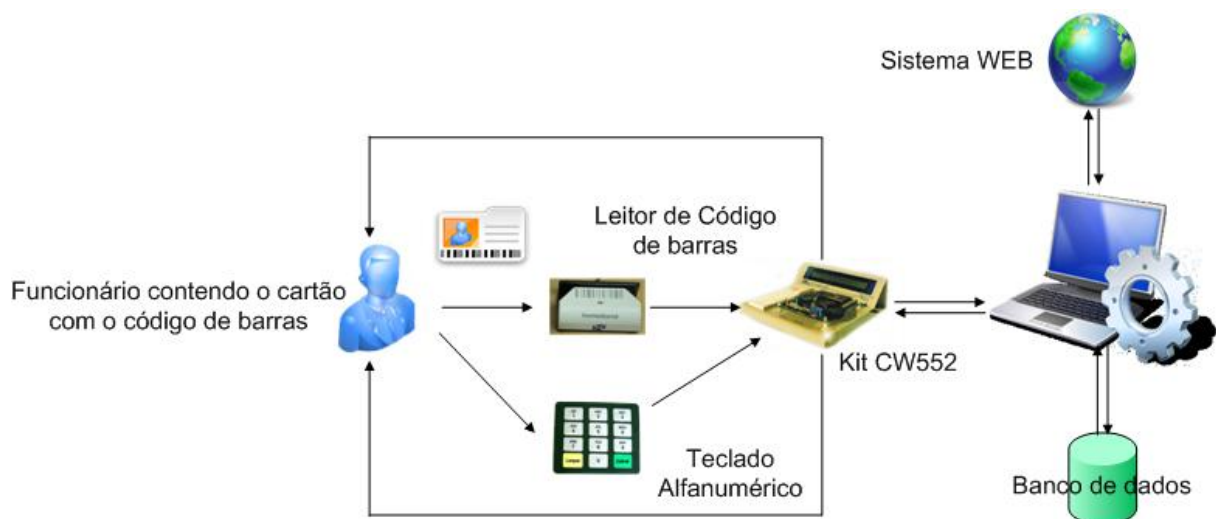 Sistema WEB
Leitor de Código
de barras
Funcionário contendo o cartão
com o código de barras
Kit CW552
Teclado
Alfanumérico
Banco de dados